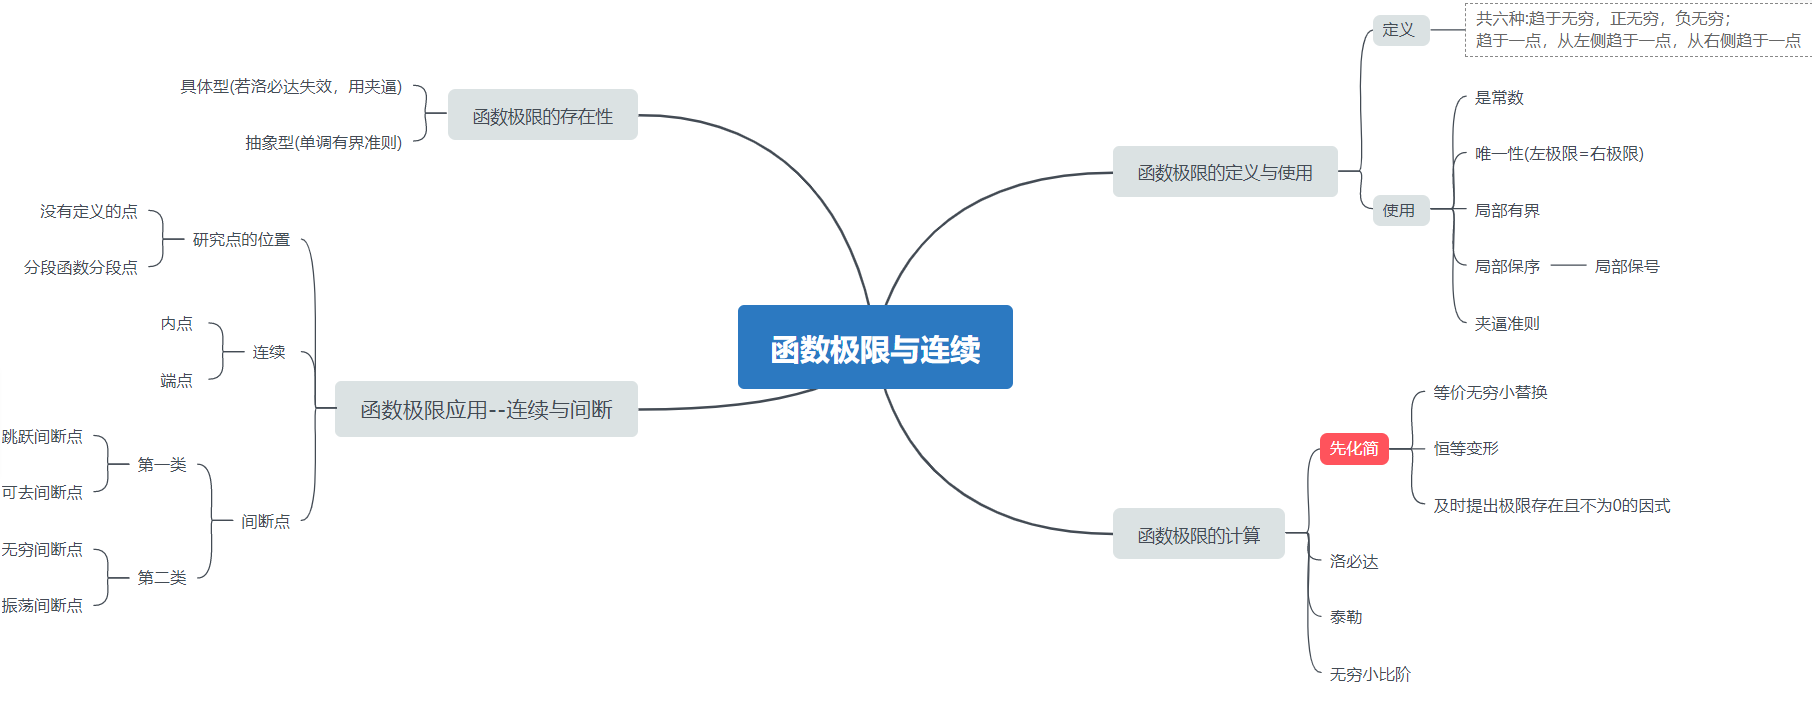 函数极限与连续
函数极限的定义与使用
定义
共六种:趋于无穷，正无穷，负无穷；
趋于一点，从左侧趋于一点，从右侧趋于一点
使用
是常数
唯一性(左极限=右极限)
局部有界
局部保序
局部保号
夹逼准则
函数极限的计算
先化简
等价无穷小替换
恒等变形
及时提出极限存在且不为0的因式
洛必达
泰勒
无穷小比阶
函数极限的存在性
具体型(若洛必达失效，用夹逼)
抽象型(单调有界准则)
函数极限应用--连续与间断
研究点的位置
没有定义的点
分段函数分段点
连续
内点
端点
间断点
第一类
跳跃间断点
可去间断点
第二类
无穷间断点
振荡间断点